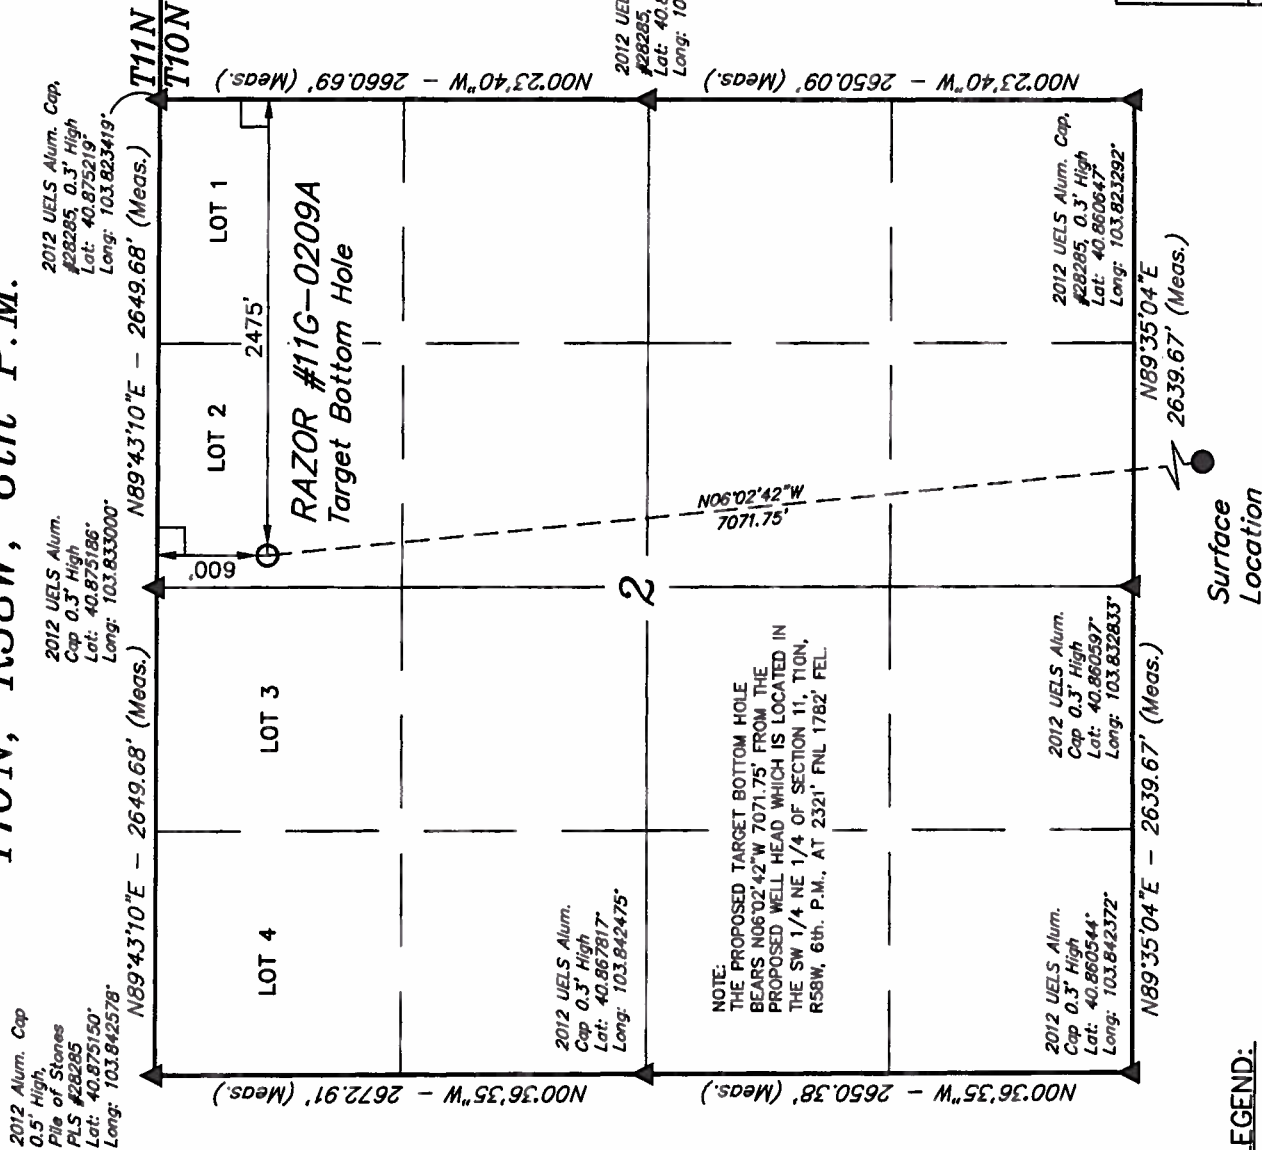 T11N
T10N
2012 Alum. Cap
0.5' High,
Pile of Stones
PLS #28285
Lat: 40.875150°
Long: 103.842578°
N89°43'10"E - 2649.68' (Meas.)
2012 UELS Alum.
Cap 0.3' High
Lat: 40.875186°
Long: 103.833000°
N89°43'10"E - 2649.68' (Meas.)
2012 UELS Alum. Cap,
#28285, 0.3' High
Lat: 40.875219°
Long: 103.823419°
LOT 4
LOT 3
LOT 2
LOT 1
600'
2475'
RAZOR #11G-0209A
Target Bottom Hole
N00°36'35"W - 2672.91' (Meas.)
N00°23'40"W - 2660.69' (Meas.)
2012 UELS Alum.
Cap 0.3' High
Lat: 40.867817°
Long: 103.842475°
2
#28285,
N06°02'42"W
7071.75'
NOTE:
THE PROPOSED TARGET BOTTOM HOLE
BEARS N06°02'42"W 7071.75' FROM THE
PROPOSED WELL HEAD WHICH IS LOCATED IN
THE SW 1/4 NE 1/4 OF SECTION 11, T10N,
R58W, 6th. P.M., AT 2321' FNL 1782' FEL.
N00°36'35"W - 2650.38' (Meas.)
N00°23'40"W - 2650.09' (Meas.)
2012 UELS Alum.
Cap 0.3' High
Lat: 40.860544°
Long: 103.842372°
2012 UELS Alum.
Cap 0.3' High
Lat: 40.860597°
Long: 103.832833°
2012 UELS Alum. Cap,
#28285, 0.3' High
Lat: 40.860647°
Long: 103.823292°
N89°35'04"E - 2639.67' (Meas.)
N89°35'04"E
2639.67' (Meas.)
Surface
Location
EGEND: